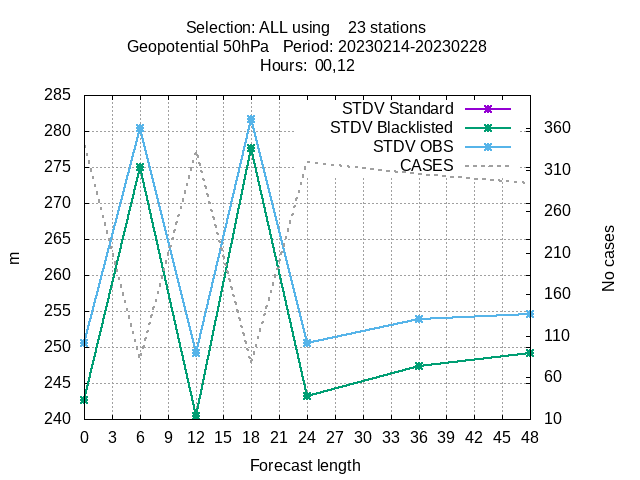 Selection: ALL using    23 stations
Geopotential 50hPa   Period: 20230214-20230228
Hours:  00,12
285
280
275
270
265
260
255
250
245
240
m
STDV Standard
STDV Blacklisted
STDV OBS
CASES
360
310
260
210
160
110
60
10
No cases
0 3 6 9 12 15 18 21 24 27 30 33 36 39 42 45 48
Forecast length